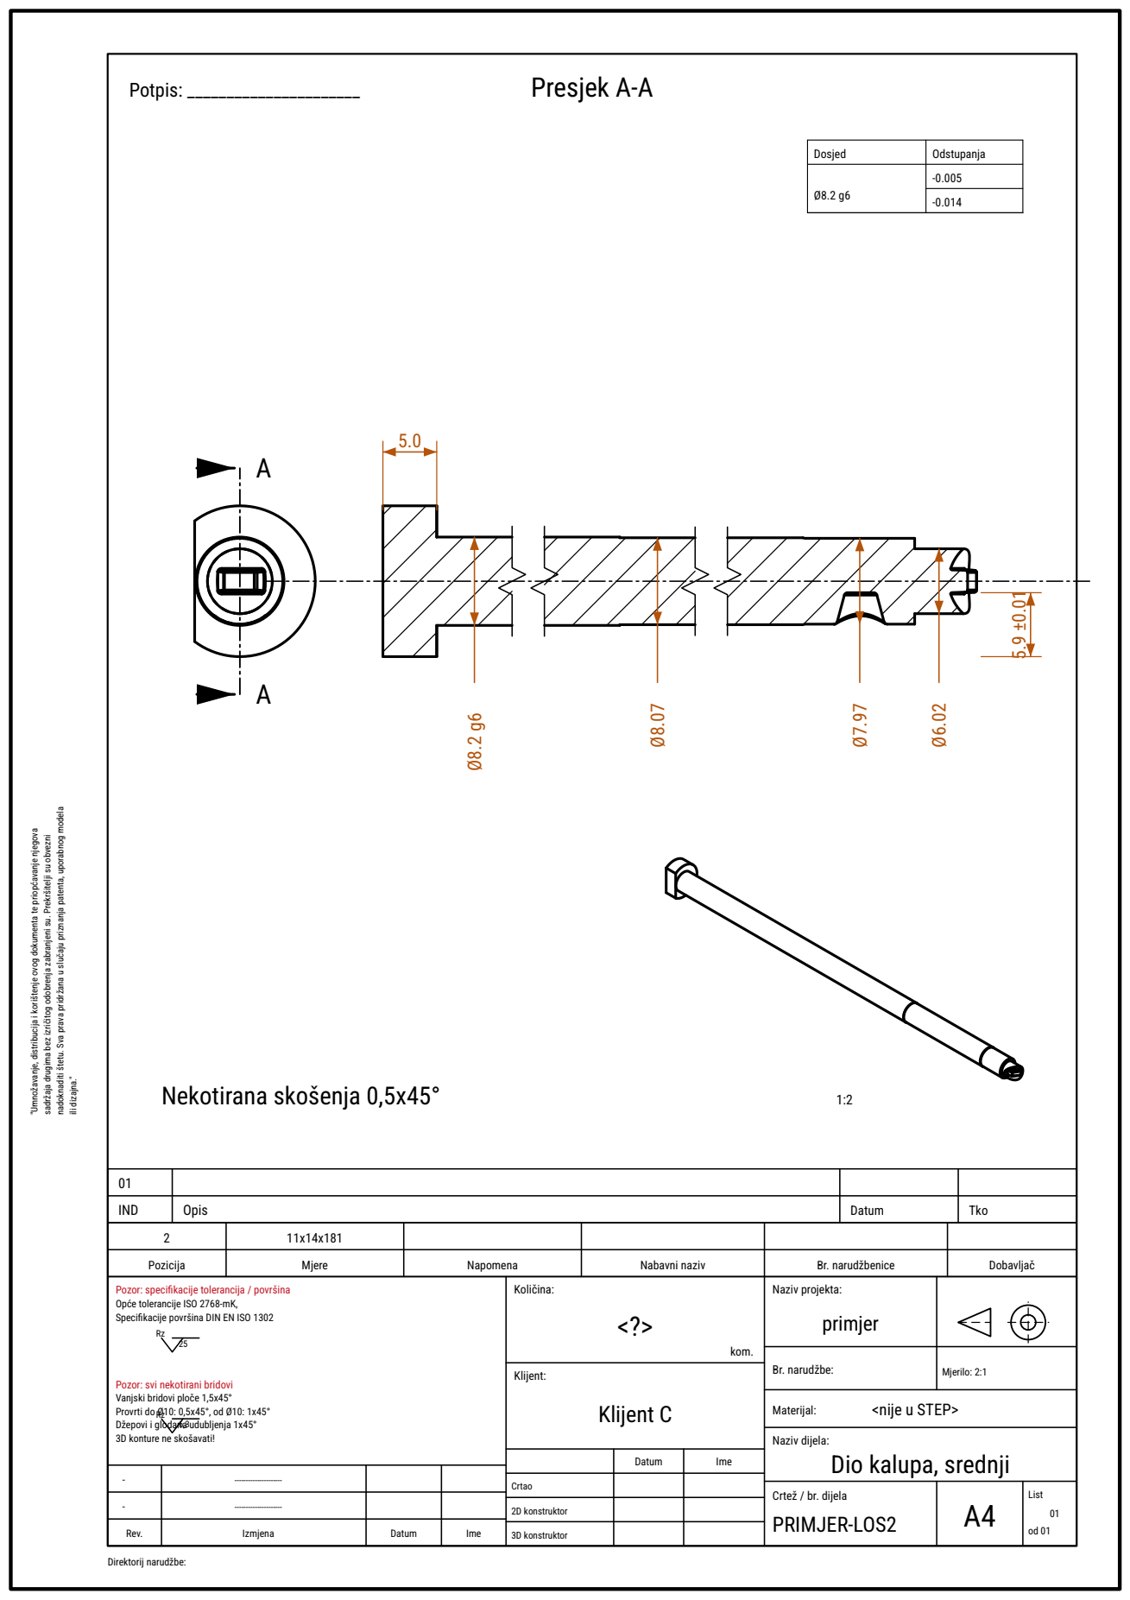 Potpis: ______________________
Presjek A-A
Dosjed
Odstupanja
Ø8.2 g6
-0.005
-0.014
5.0
A
A
5.9 ±0.01
Ø8.2 g6
Ø8.07
Ø7.97
Ø6.02
"Umnožavanje, distribucija i korištenje ovog dokumenta te priopćavanje njegova
sadržaja drugima bez izričitog odobrenja zabranjeni su. Prekršitelji su obvezni
nadoknaditi štetu. Sva prava pridržana u slučaju priznanja patenta, uporabnog modela
ili dizajna."
Nekotirana skošenja 0,5x45°
1:2
01
IND
Opis
Datum
Tko
2
11x14x181
Pozicija
Mjere
Napomena
Nabavni naziv
Br. narudžbenice
Dobavljač
Pozor: specifikacije tolerancija / površina
Opće tolerancije ISO 2768-mK,
Specifikacije površina DIN EN ISO 1302
Rz
25
Pozor: svi nekotirani bridovi
Vanjski bridovi ploče 1,5x45°
Provrti do Ø10: 0,5x45°, od Ø10: 1x45°
Džepovi i glodana udubljenja 1x45°
3D konture ne skošavati!
Količina:
<?>
kom.
Klijent:
Klijent C
Naziv projekta:
primjer
Br. narudžbe:
Mjerilo: 2:1
Materijal:
<nije u STEP>
Naziv dijela:
Dio kalupa, srednji
Crtež / br. dijela
PRIMJER-LOS2
A4
List
01
od 01
Datum
Ime
Crtao
2D konstruktor
3D konstruktor
-
--------------------
-
--------------------
Rev.
Izmjena
Datum
Ime
Direktorij narudžbe: